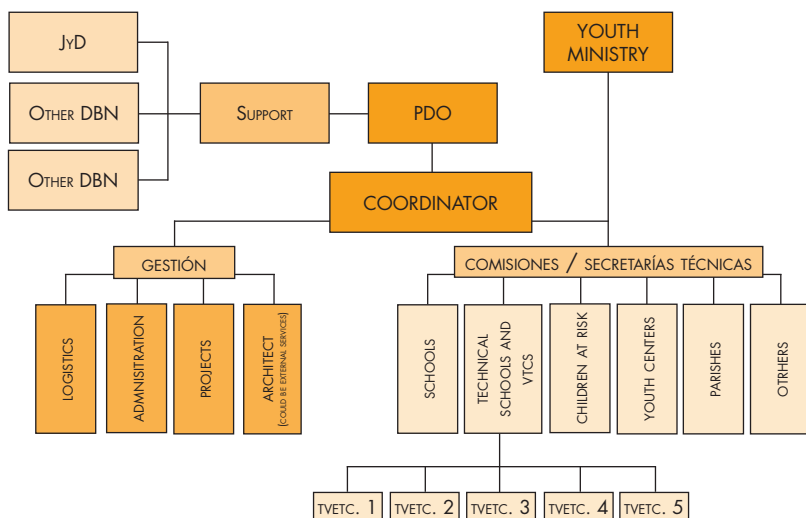 JyD
YOUTH
MINISTRY
OTHER DBN
SUPPORT
PDO
OTHER DBN
COORDINATOR
GESTIÓN
COMISIONES / SECRETARÍAS TÉCNICAS
LOGISTICS
ADMNISITRATION
PROJECTS
ARCHITECT
(COULD BE EXTERNAL SERVICES)
SCHOOLS
TECHNICAL
SCHOOLS AND
VTCS
CHILDREN AT RISK
YOUTH CENTERS
PARISHES
OTRHERS
TVETC. 1
TVETC. 2
TVETC. 3
TVETC. 4
TVETC. 5